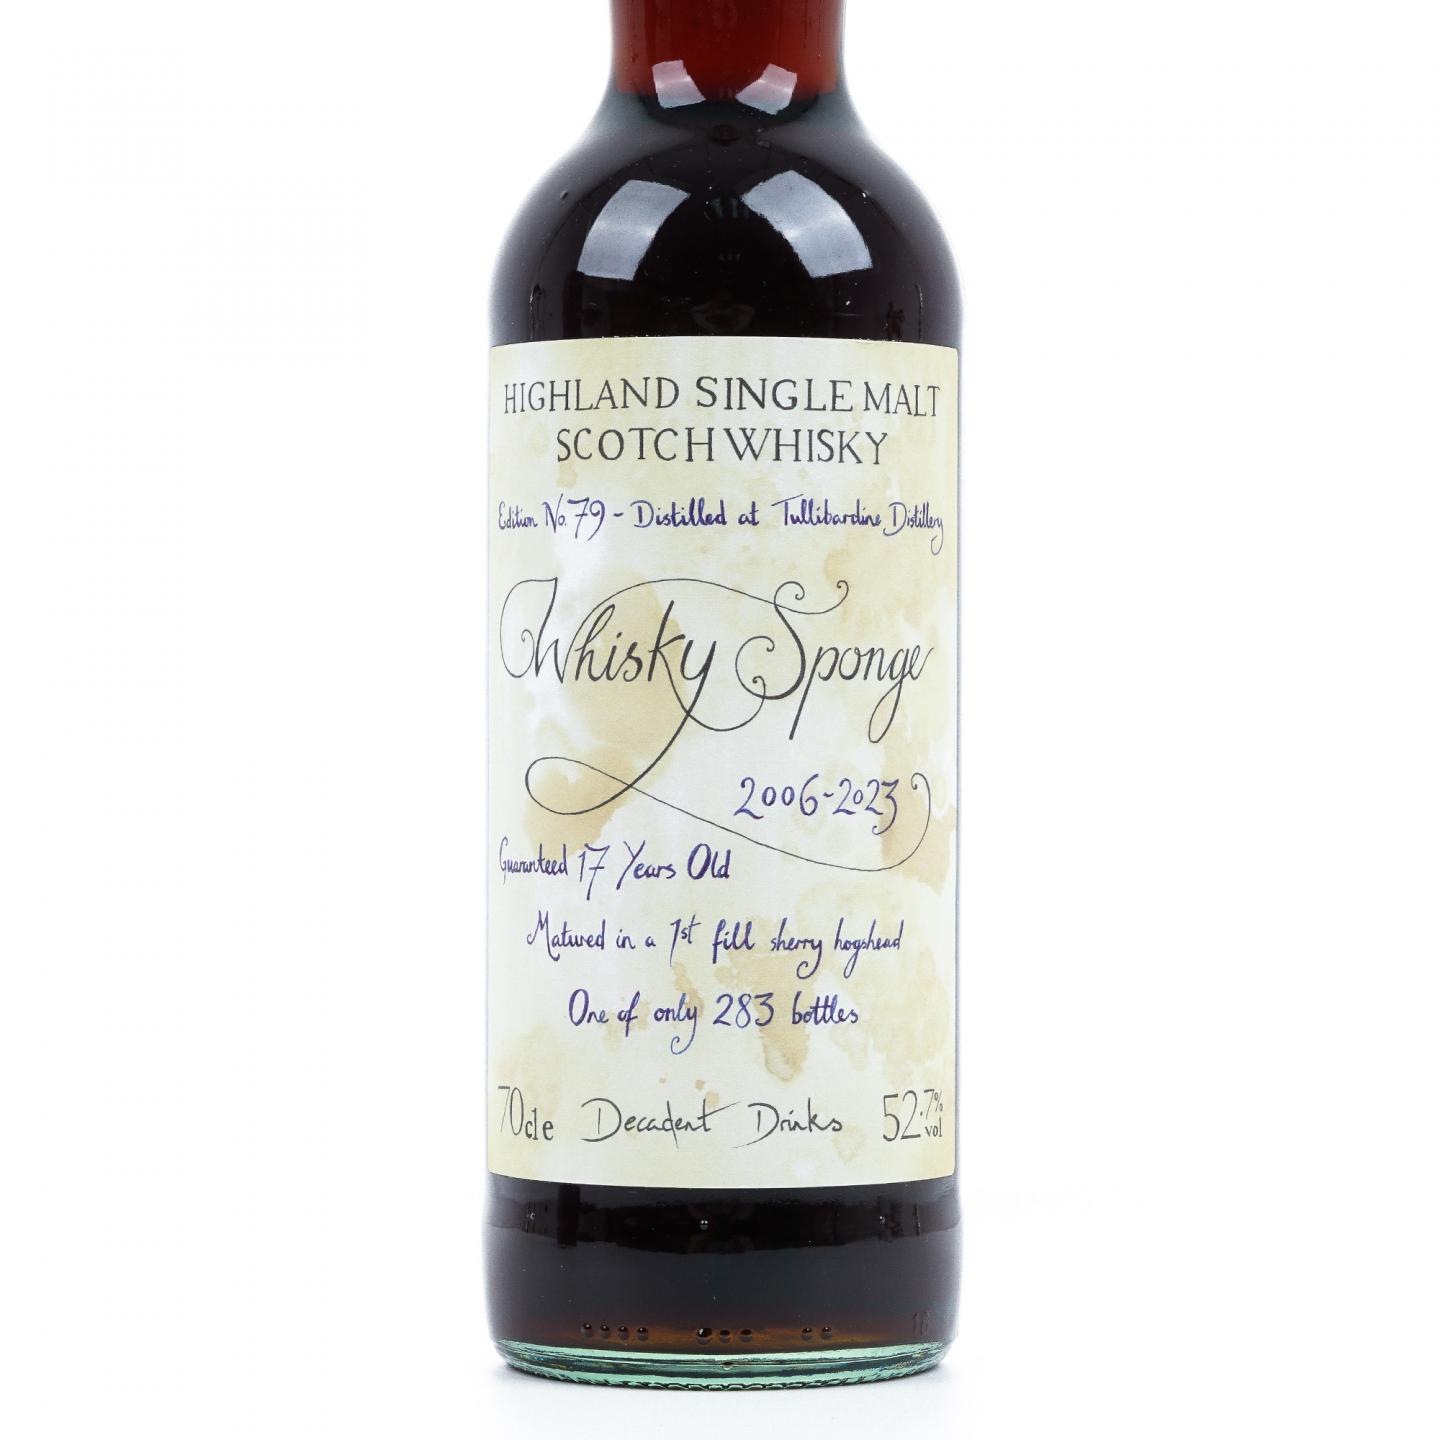 HIGHLAND SINGLE MALT
SCOTCH WHISKY
Edition No. 79 - Distilled at Tullibardine Distillery
Whisky Sponge
2006-2023
Guaranteed 17 Years Old
Matured in a 1st fill sherry hogshead
One of only 283 bottles
70cle Decadent Drinks 52.7% vol